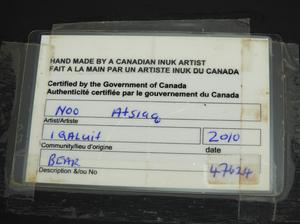 HAND MADE BY A CANADIAN INUK ARTIST
FAIT A LA MAIN PAR UN ARTISTE INUK DU CANADA
Certified by the Government of Canada
Authenticité certifiée par le gouvernement du Canada
NOO Atsiaq
Artist/Artiste
IQALUIT 2010
Community/lieu d'origine date
BEAR 47624
Description &/ou No